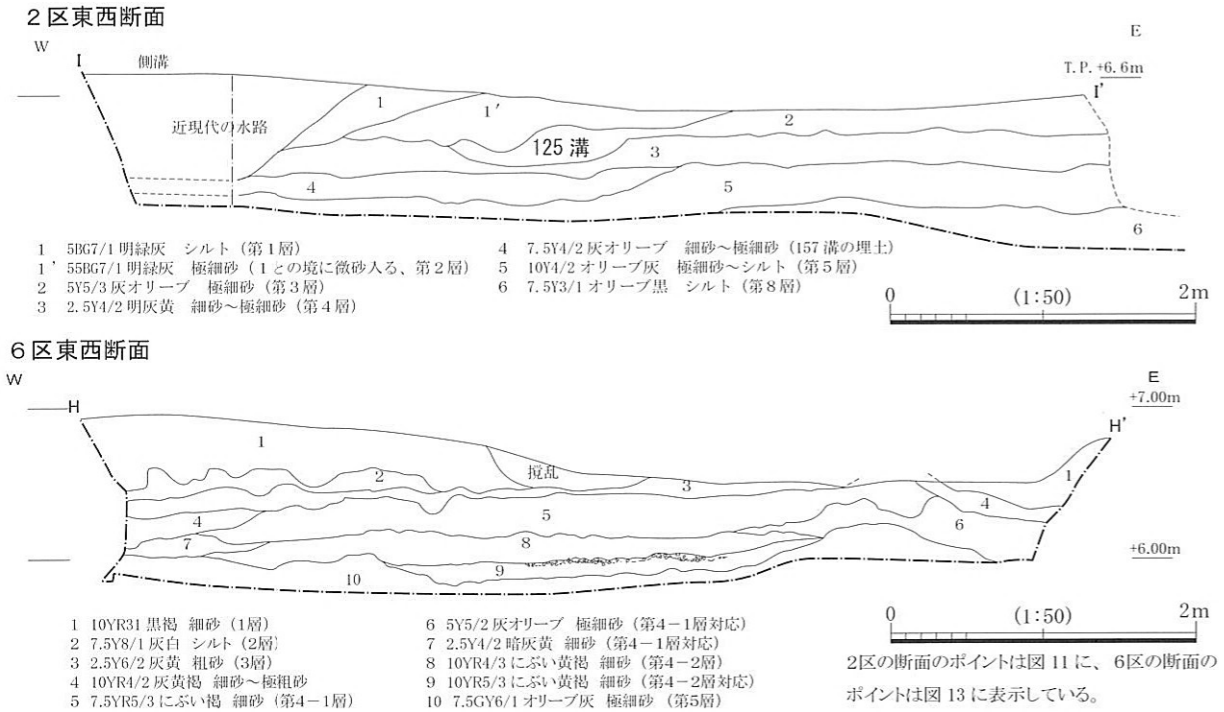 2区東西断面
W
E
I
側溝
T.P. +6.6m
I'
近現代の水路
1
1'
2
125 溝
3
4
5
6
1 5BG7/1 明緑灰 シルト (第1層)
1' 55BG7/1 明緑灰 極細砂 (1との境に微砂入る、第2層)
2 5Y5/3 灰オリーブ 極細砂 (第3層)
3 2.5Y4/2 明灰黄 細砂～極細砂 (第4層)
4 7.5Y4/2 灰オリーブ 細砂～極細砂 (157溝の埋土)
5 10Y4/2 オリーブ灰 極細砂～シルト (第5層)
6 7.5Y3/1 オリーブ黒 シルト (第8層)
0 (1:50) 2m
6区東西断面
W
E
H
+7.00m
H'
1
2
撹乱
3
1
4
5
4
6
7
8
+6.00m
9
10
1 10YR31 黒褐 細砂 (1層)
2 7.5Y8/1 灰白 シルト (2層)
3 2.5Y6/2 灰黄 粗砂 (3層)
4 10YR4/2 灰黄褐 細砂～極粗砂
5 7.5YR5/3 にぶい褐 細砂 (第4－1層)
6 5Y5/2 灰オリーブ 極細砂 (第4－1層対応)
7 2.5Y4/2 暗灰黄 細砂 (第4－1層対応)
8 10YR4/3 にぶい黄褐 細砂 (第4－2層)
9 10YR5/3 にぶい黄褐 細砂 (第4－2層対応)
10 7.5GY6/1 オリーブ灰 極細砂 (第5層)
0 (1:50) 2m
2区の断面のポイントは図11に、6区の断面の
ポイントは図13に表示している。